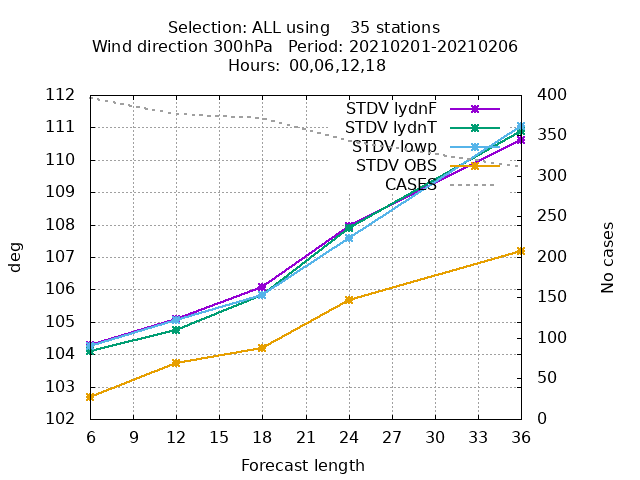 Selection: ALL using    35 stations
Wind direction 300hPa   Period: 20210201-20210206
Hours: 00,06,12,18
112
111
110
109
108
107
106
105
104
103
102
400
350
300
250
200
150
100
50
0
STDV IydnF
STDV IydnT
STDV Iowp
STDV OBS
CASES
deg
No cases
6 9 12 15 18 21 24 27 30 33 36
Forecast length